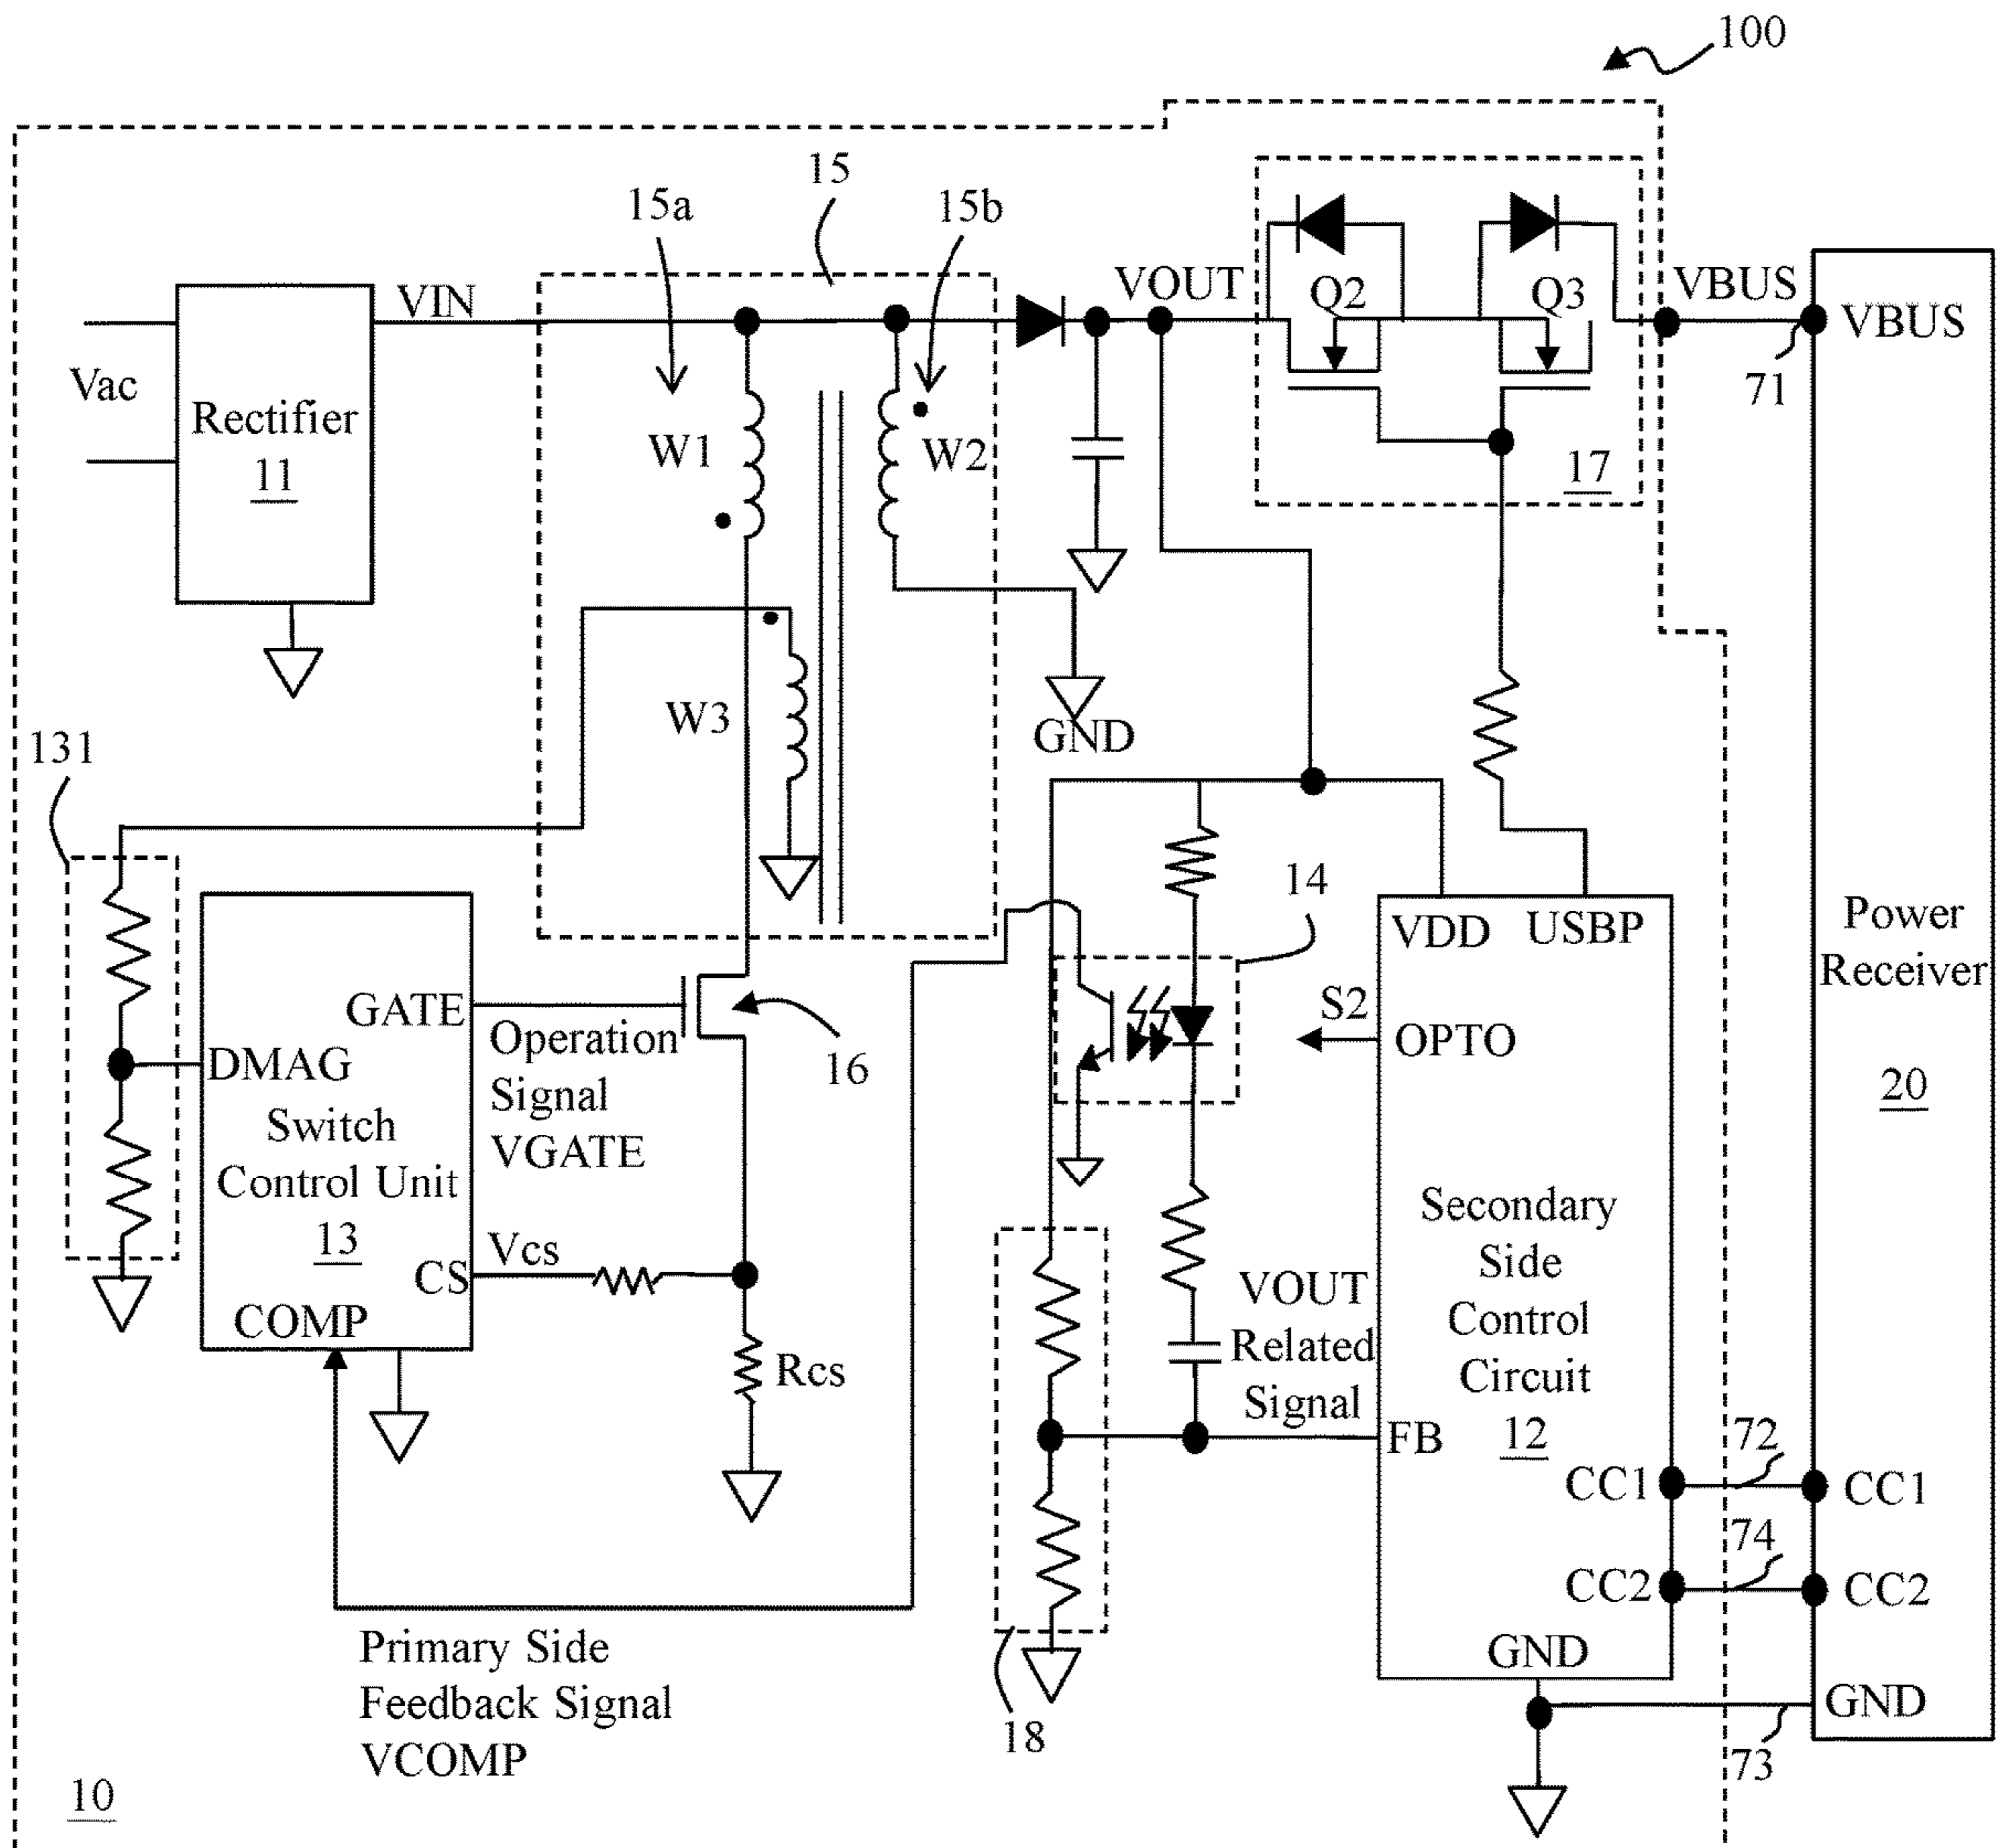 100
15
15a
15b
VIN
VOUT
Q2
Q3
VBUS
VBUS
71
Vac
Rectifier
11
W1
W2
17
W3
GND
131
14
VDD
USBP
Power
Receiver
20
GATE
Operation
Signal
VGATE
16
S2
OPTO
DMAG
Switch
Control Unit
13
CS
Vcs
COMP
Rcs
Secondary
Side
Control
Circuit
12
VOUT
Related
Signal
FB
72
CC1
CC1
74
CC2
CC2
GND
GND
73
18
Primary Side
Feedback Signal
VCOMP
10